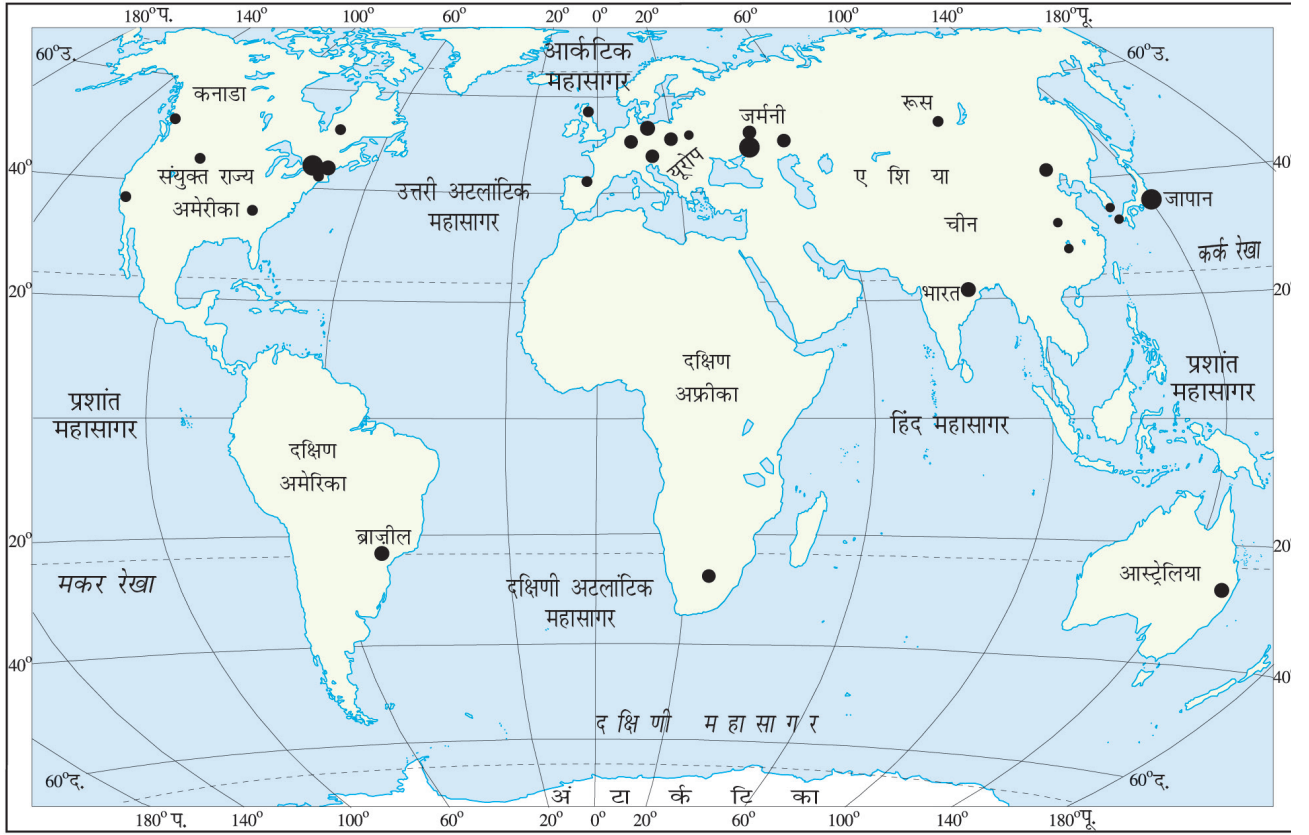 180°प. 140° 100° 60° 20° 0° 20° 60° 100° 140° 180°पू.
60°उ.
60°उ.
आर्कटिक
महासागर
कनाडा
रूस
जर्मनी
40°
40°
यूरोप
संयुक्त राज्य
अमेरीका
ए शि या
उत्तरी अटलांटिक
महासागर
जापान
चीन
कर्क रेखा
20°
20°
भारत
दक्षिण
अफ्रीका
प्रशांत
महासागर
प्रशांत
महासागर
हिंद महासागर
दक्षिण
अमेरिका
ब्राज़ील
20°
20°
मकर रेखा
दक्षिणी अटलांटिक
महासागर
आस्ट्रेलिया
40°
40°
द क्षि णी म हा सा ग र
60°द.
60°द.
अं टा र्क टि का
180°प. 140° 100° 60° 20° 0° 20° 60° 100° 140° 180°पू.